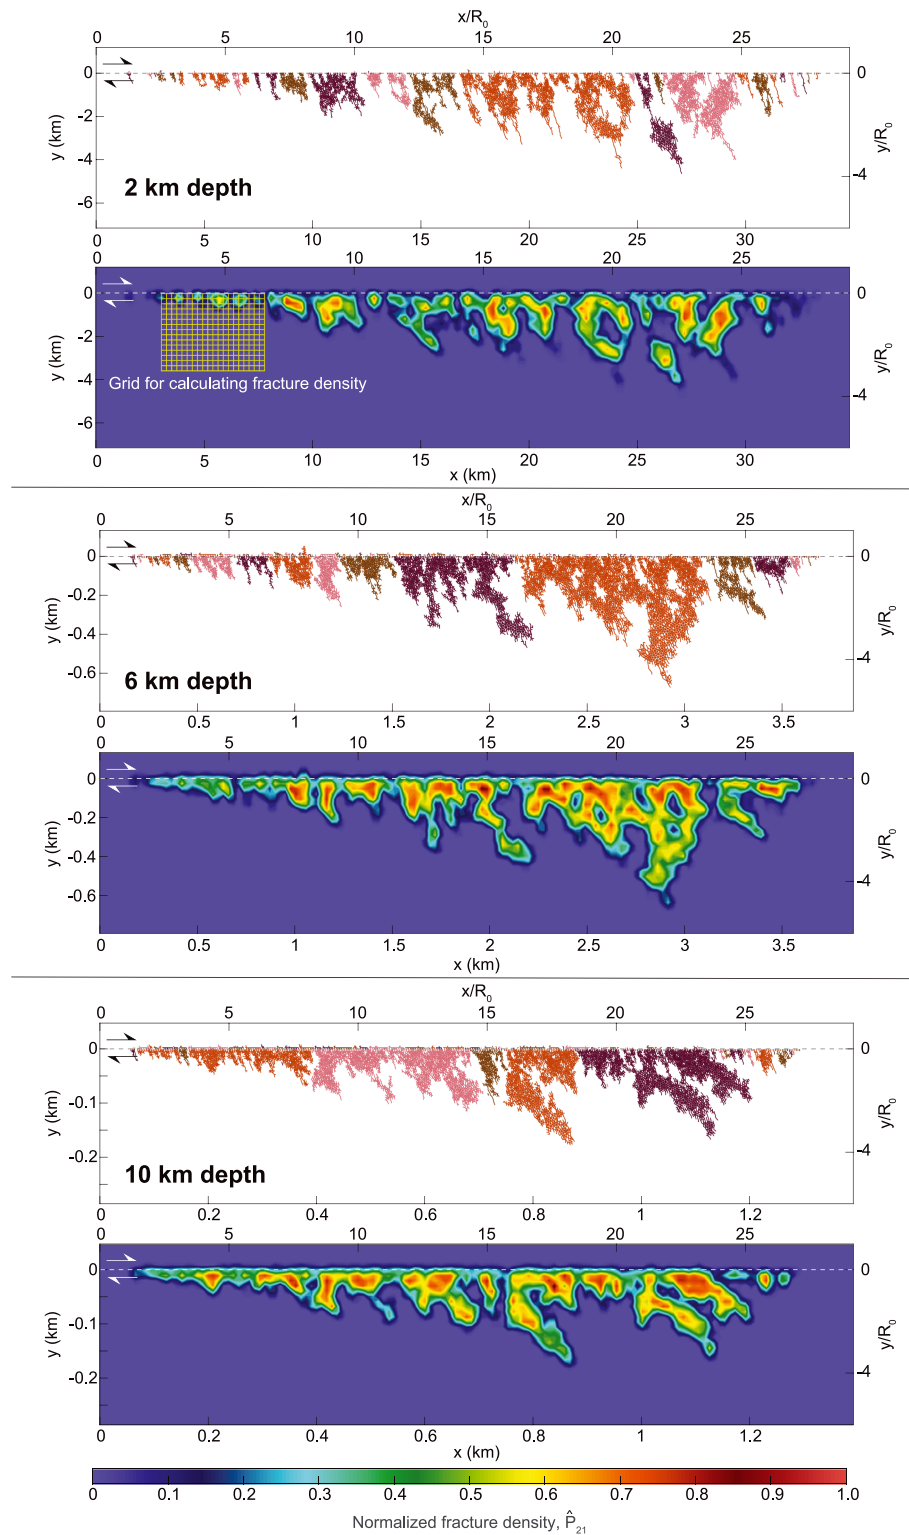 x/R0
0 5 10 15 20 25
y (km)
0
-2
-4
-6
2 km depth
0
-4
y/R0
0 5 10 15 20 25 30
0 5 10 15 20 25
y (km)
0
-2
-4
-6
Grid for calculating fracture density
0
-4
y/R0
0 5 10 15 20 25 30
x (km)
x/R0
0 5 10 15 20 25
y (km)
0
-0.2
-0.4
-0.6
6 km depth
0
-4
y/R0
0 0.5 1 1.5 2 2.5 3 3.5
0 5 10 15 20 25
y (km)
0
-0.2
-0.4
-0.6
0
-4
y/R0
0 0.5 1 1.5 2 2.5 3 3.5
x (km)
x/R0
0 5 10 15 20 25
y (km)
0
-0.1
-0.2
10 km depth
0
-4
y/R0
0 0.2 0.4 0.6 0.8 1 1.2
0 5 10 15 20 25
y (km)
0
-0.1
-0.2
0
-4
y/R0
0 0.2 0.4 0.6 0.8 1 1.2
x (km)
0 0.1 0.2 0.3 0.4 0.5 0.6 0.7 0.8 0.9 1.0
Normalized fracture density, P̂21